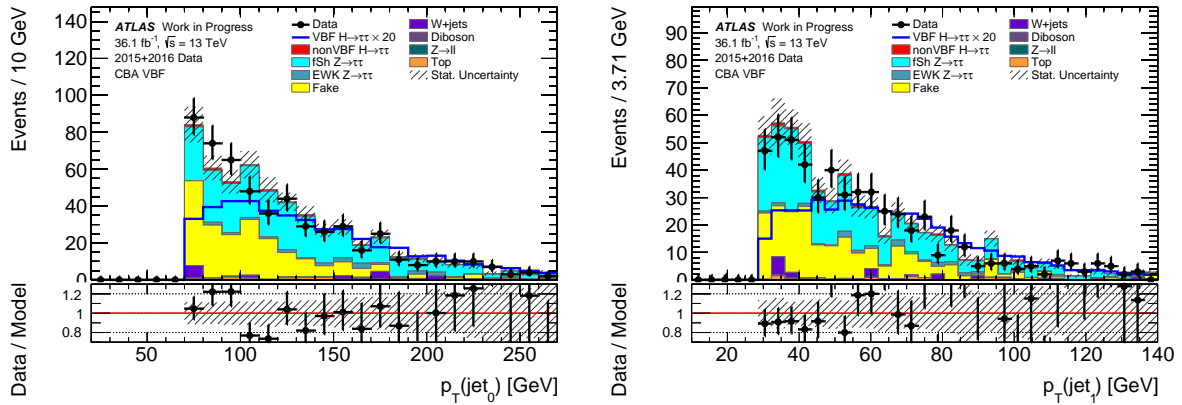 ATLAS Work in Progress
36.1 fb⁻¹, √s = 13 TeV
2015+2016 Data
CBA VBF
Data
VBF H→ττ × 20
nonVBF H→ττ
fSh Z→ττ
EWK Z→ττ
Fake
W+jets
Diboson
Z→ll
Top
Stat. Uncertainty
Events / 10 GeV
140
120
100
80
60
40
20
0
Data / Model
1.2
1
0.8
50
100
150
200
250
p_T(jet_0) [GeV]
ATLAS Work in Progress
36.1 fb⁻¹, √s = 13 TeV
2015+2016 Data
CBA VBF
Data
VBF H→ττ × 20
nonVBF H→ττ
fSh Z→ττ
EWK Z→ττ
Fake
W+jets
Diboson
Z→ll
Top
Stat. Uncertainty
Events / 3.71 GeV
90
80
70
60
50
40
30
20
10
0
Data / Model
1.2
1
0.8
20
40
60
80
100
120
140
p_T(jet_1) [GeV]